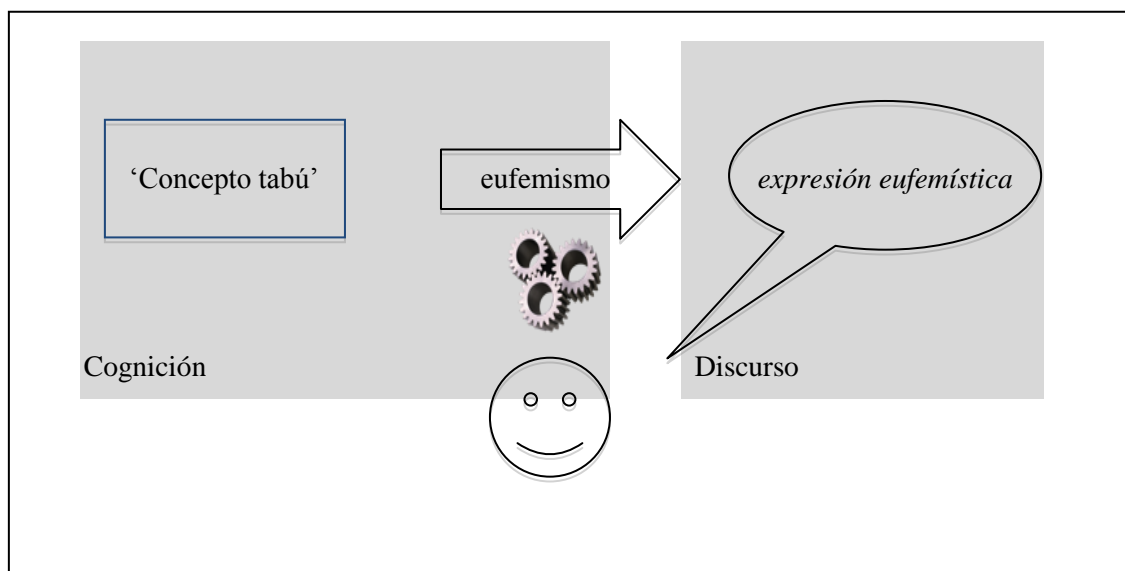 ‘Concepto tabú’
eufemismo
expresión eufemística
Cognición
Discurso